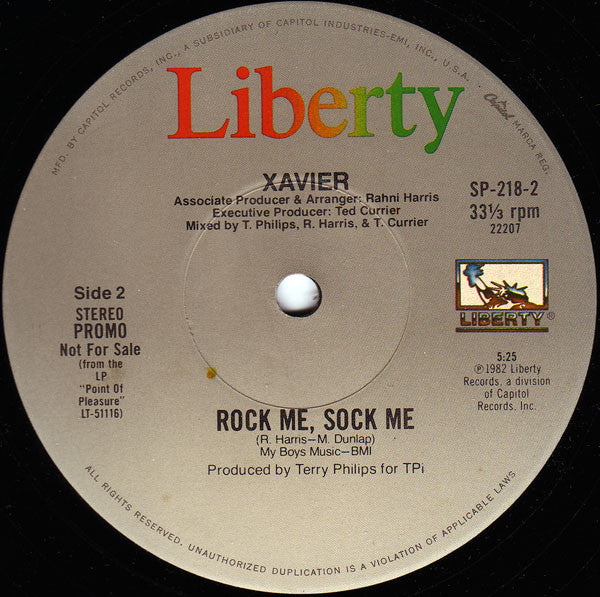 MFD. BY CAPITOL RECORDS, INC., A SUBSIDIARY OF CAPITOL INDUSTRIES-EMI, INC., U.S.A.
Capitol MARCA REG.
Liberty
XAVIER
Associate Producer & Arranger: Rahni Harris
Executive Producer: Ted Currier
Mixed by T. Philips, R. Harris, & T. Currier
SP-218-2
33⅓ rpm
22207
Side 2
STEREO
PROMO
Not For Sale
(from the
LP
"Point Of
Pleasure"
LT-51116)
LIBERTY®
5:25
℗1982 Liberty
Records, a division
of Capitol
Records, Inc.
ROCK ME, SOCK ME
(R. Harris—M. Dunlap)
My Boys Music—BMI
Produced by Terry Philips for TPi
ALL RIGHTS RESERVED. UNAUTHORIZED DUPLICATION IS A VIOLATION OF APPLICABLE LAWS